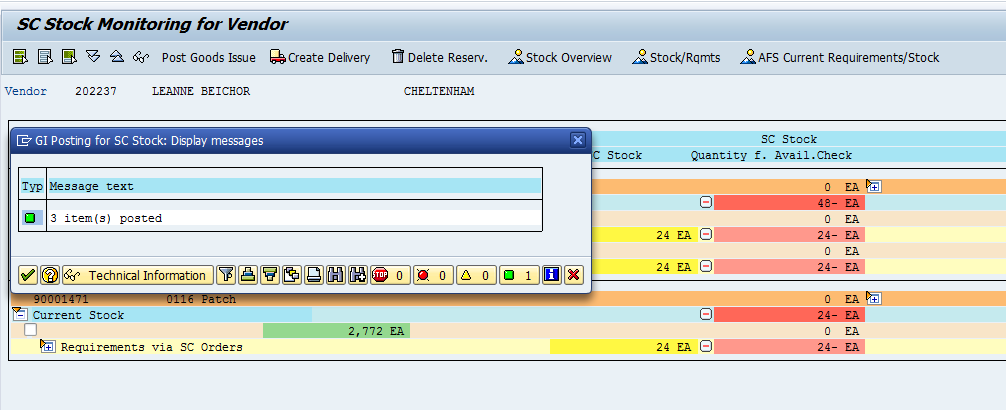 SC Stock Monitoring for Vendor
Post Goods Issue Create Delivery Delete Reserv. Stock Overview Stock/Rqmts AFS Current Requirements/Stock
Vendor 202237 LEANNE BEICHOR CHELTENHAM
GI Posting for SC Stock: Display messages
SC Stock
C Stock Quantity f. Avail.Check
Typ Message text
0 EA
48- EA
3 item(s) posted
0 EA
24 EA 24- EA
0 EA
24 EA 24- EA
Technical Information STOP 0 0 0 1
90001471 0116 Patch 0 EA
Current Stock 24- EA
2,772 EA 0 EA
Requirements via SC Orders 24 EA 24- EA